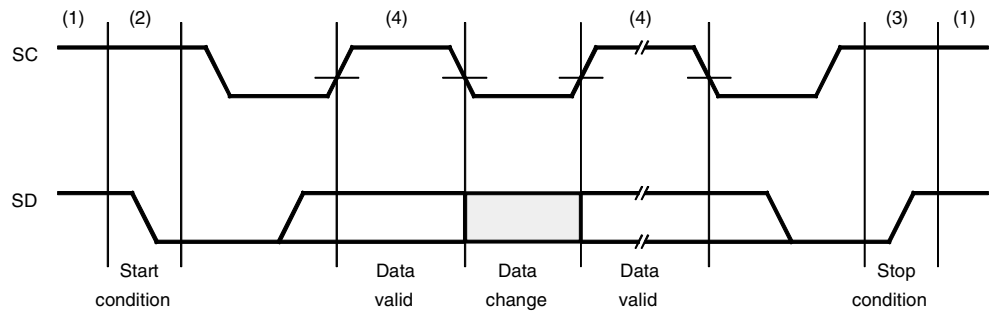 (1) (2) (4) (4) (3) (1)
SC
SD
Start Data Data Data Stop
condition valid change valid condition